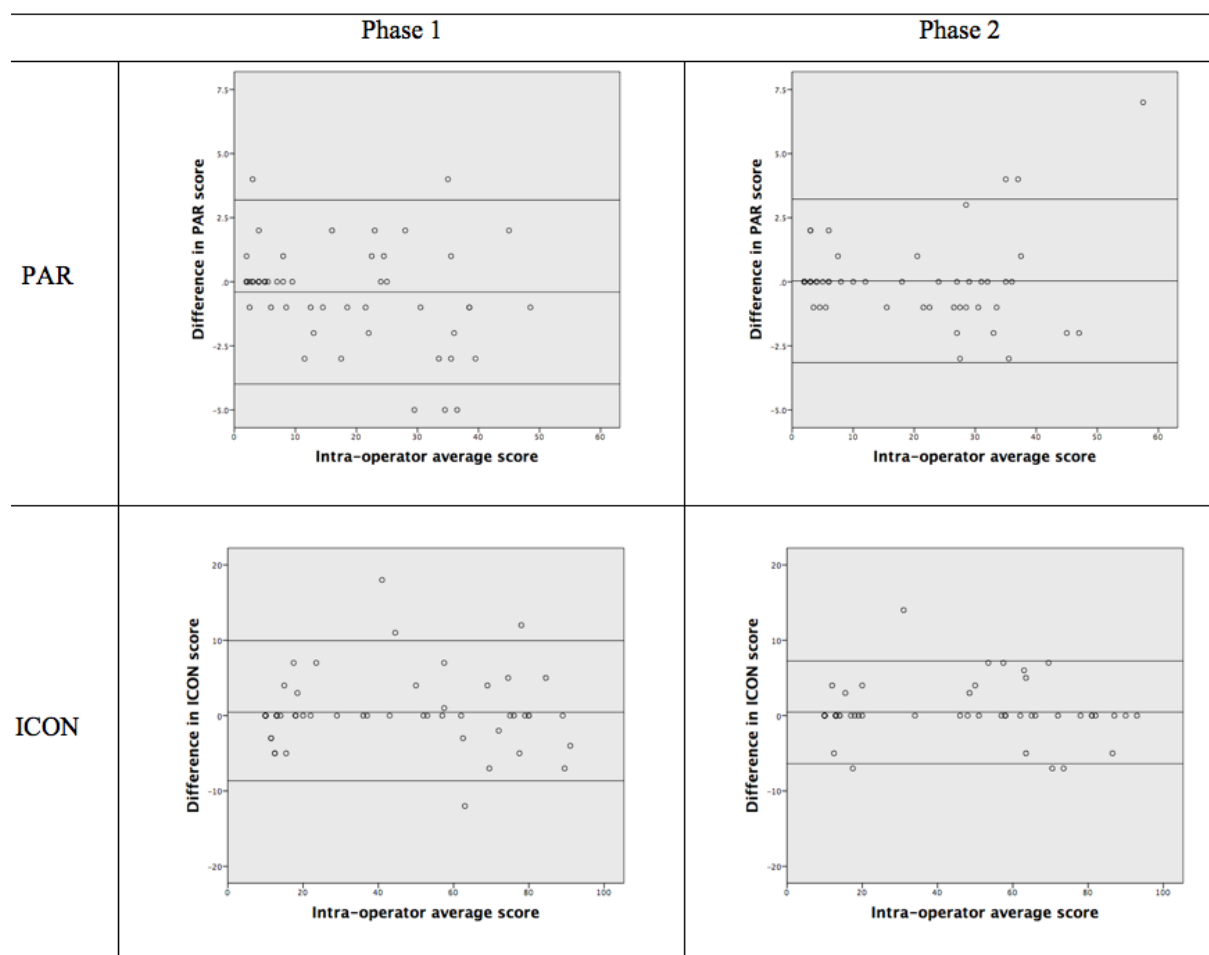 Phase 1 Phase 2
PAR
Difference in PAR score
7.5
5.0
2.5
.0
-2.5
-5.0
0 10 20 30 40 50 60
Intra-operator average score
Difference in PAR score
7.5
5.0
2.5
.0
-2.5
-5.0
0 10 20 30 40 50 60
Intra-operator average score
ICON
Difference in ICON score
20
10
0
-10
-20
0 20 40 60 80 100
Intra-operator average score
Difference in ICON score
20
10
0
-10
-20
0 20 40 60 80 100
Intra-operator average score